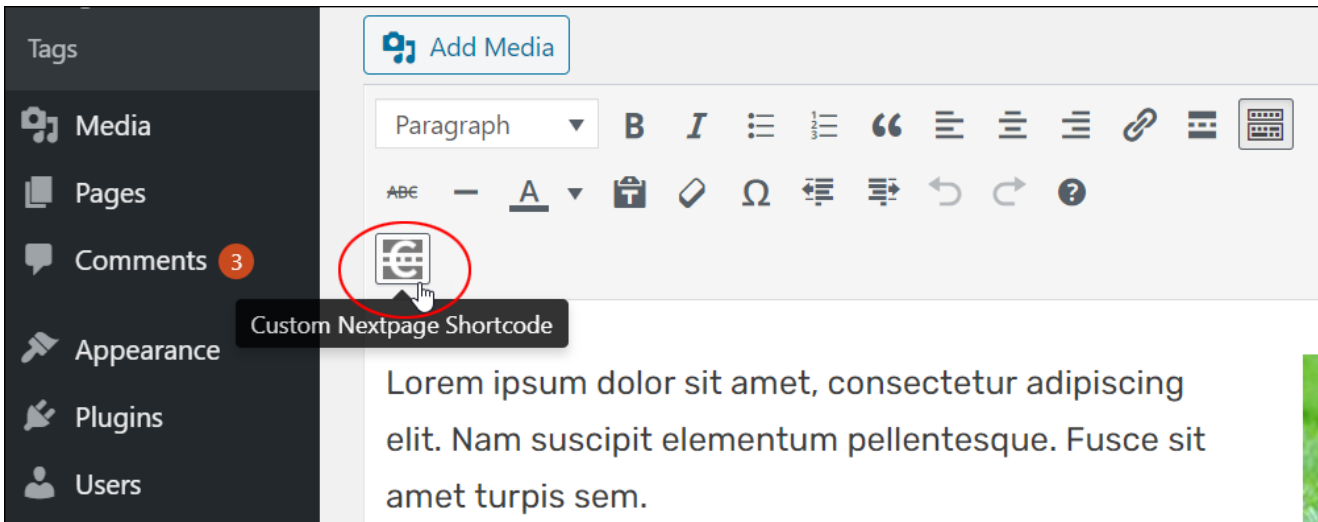 Tags
Media
Pages
Comments 3
Appearance
Plugins
Users
Add Media
Paragraph
B I
ABC A T Ω ?
Custom Nextpage Shortcode
Lorem ipsum dolor sit amet, consectetur adipiscing
elit. Nam suscipit elementum pellentesque. Fusce sit
amet turpis sem.